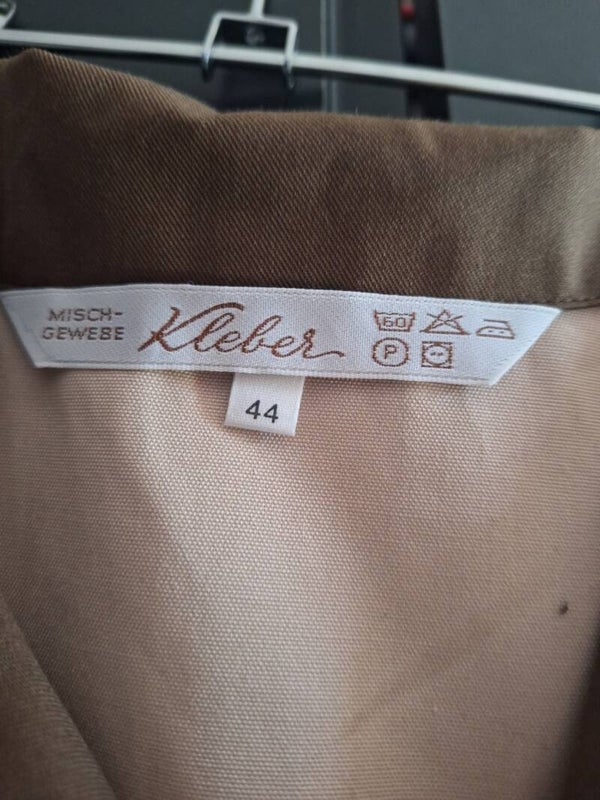 MISCH-
GEWEBE
Kleber
60
P
44